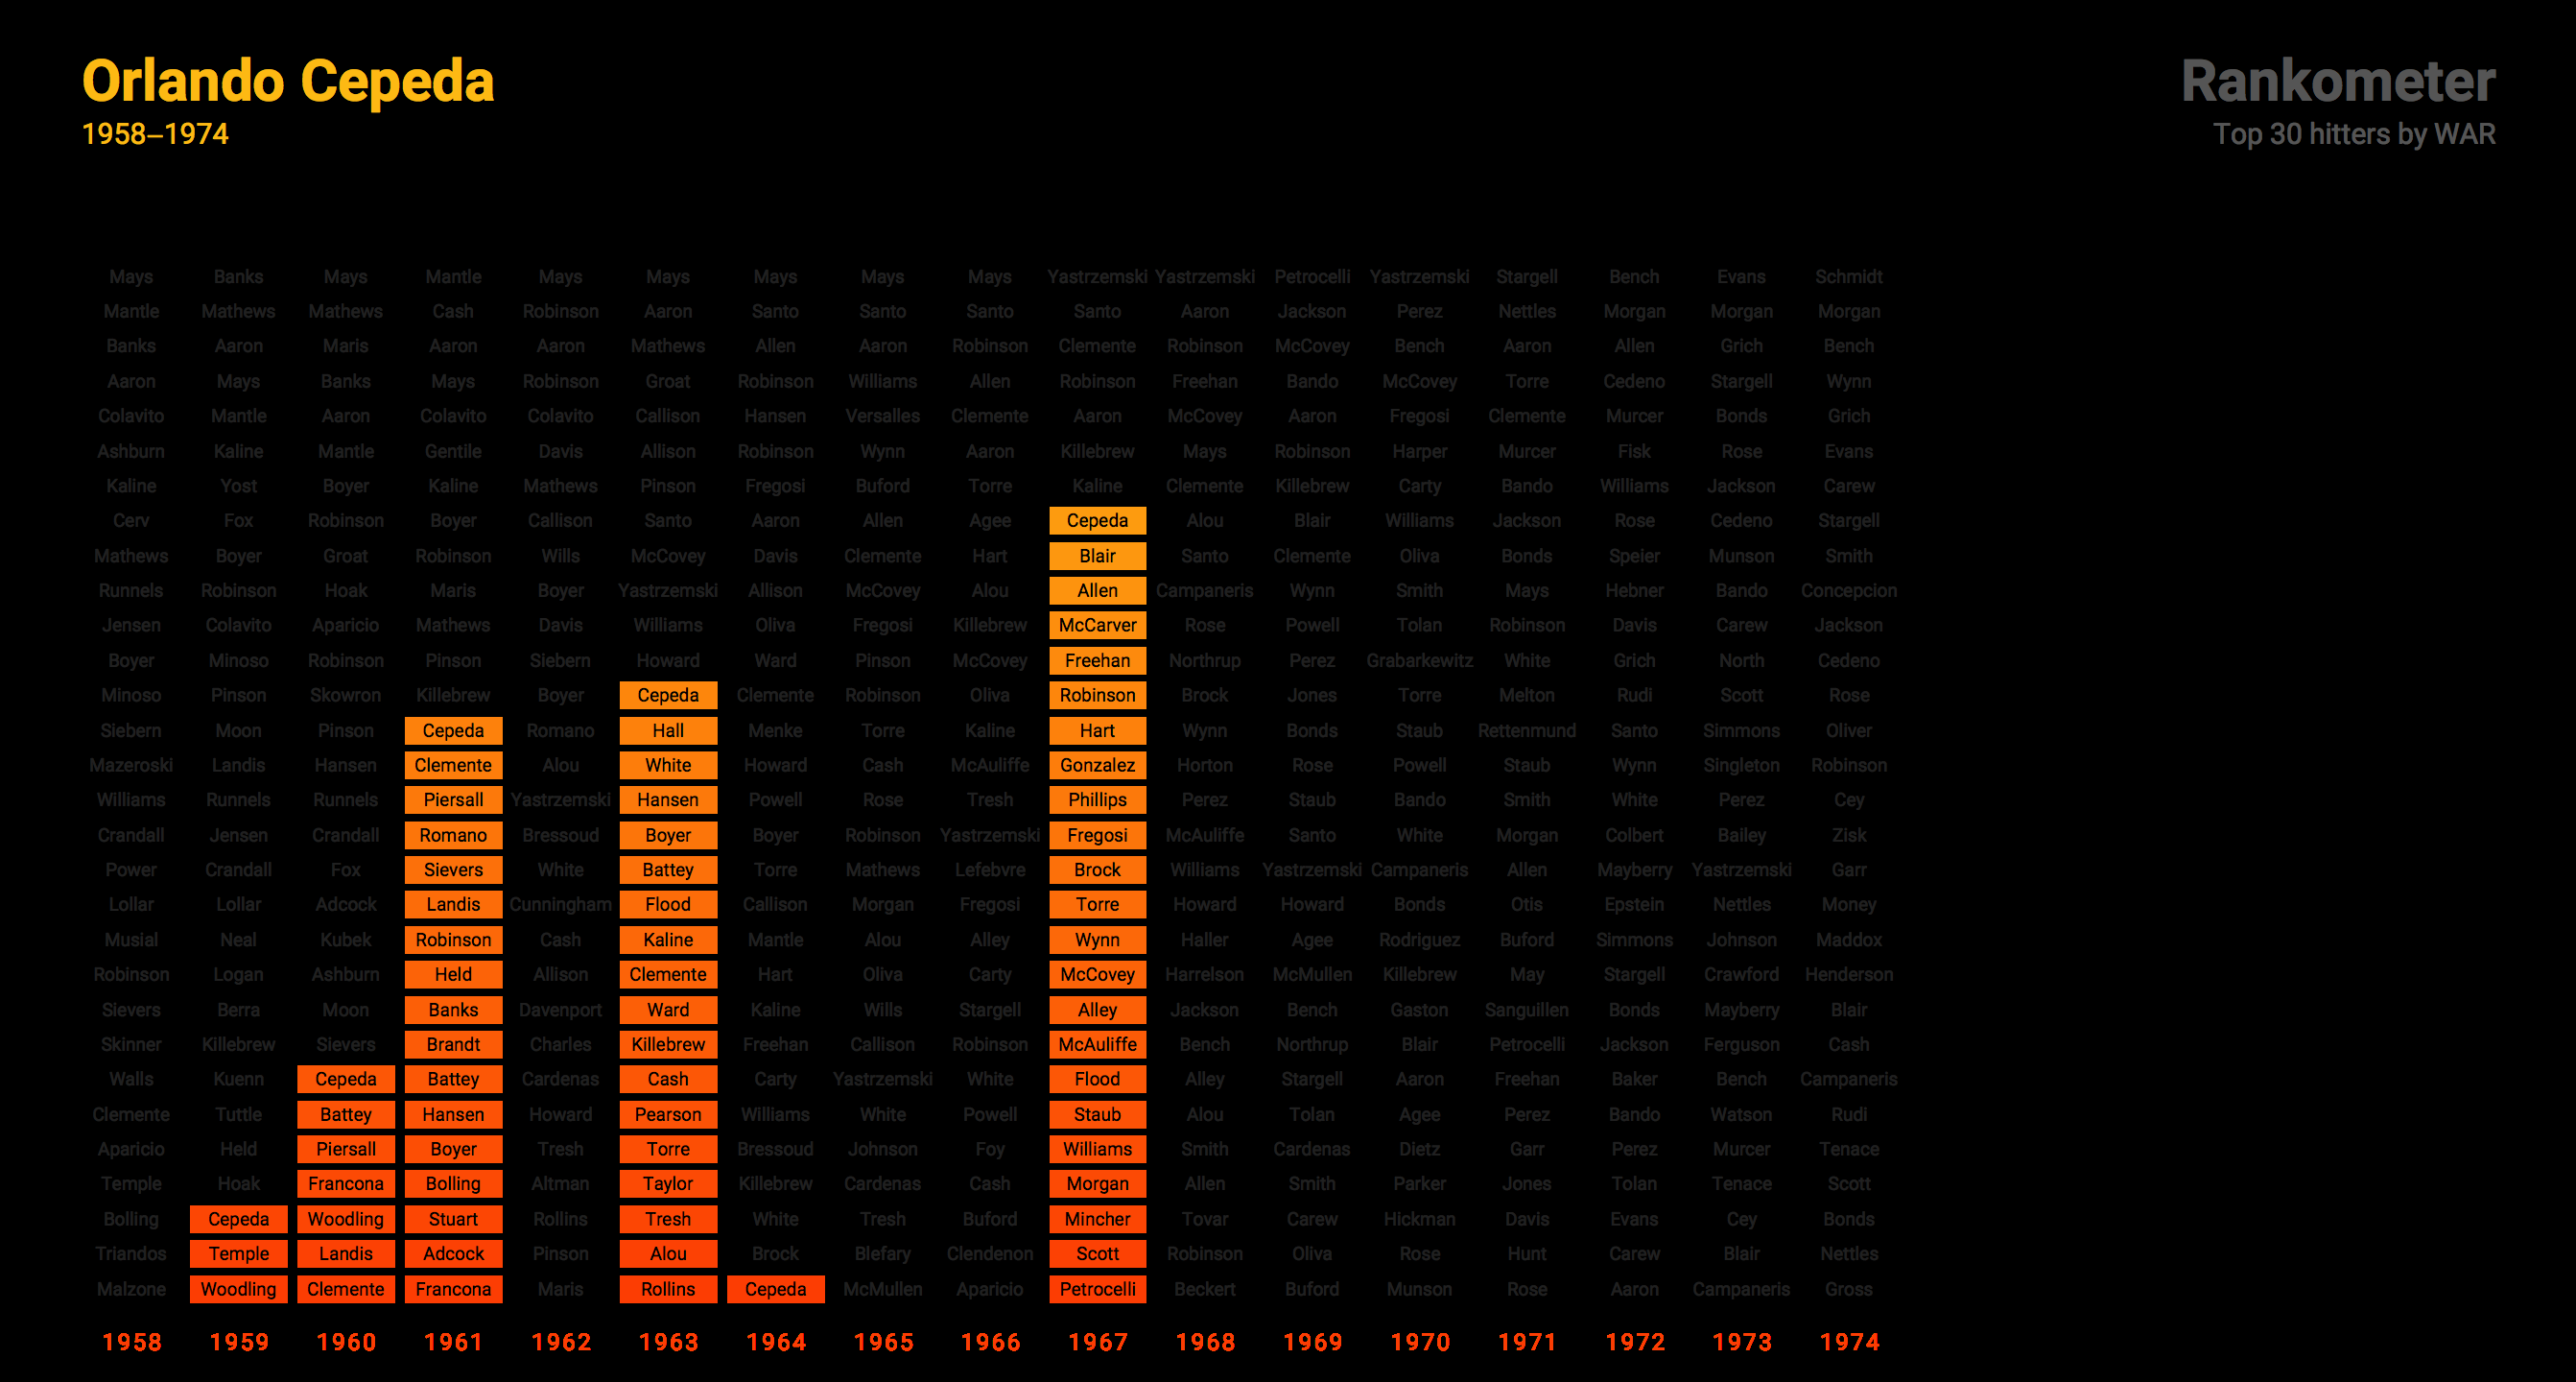 Orlando Cepeda
1958–1974
Rankometer
Top 30 hitters by WAR
Mays Banks Mays Mantle Mays Mays Mays Mays Mays Yastrzemski Yastrzemski Petrocelli Yastrzemski Stargell Bench Evans Schmidt
Mantle Mathews Mathews Cash Robinson Aaron Santo Santo Santo Santo Aaron Jackson Perez Nettles Morgan Morgan Morgan
Banks Aaron Maris Aaron Aaron Mathews Allen Aaron Robinson Clemente Robinson McCovey Bench Aaron Allen Grich Bench
Aaron Mays Banks Mays Robinson Groat Robinson Williams Allen Robinson Freehan Bando McCovey Torre Cedeno Stargell Wynn
Colavito Mantle Aaron Colavito Colavito Callison Hansen Versalles Clemente Aaron McCovey Aaron Fregosi Clemente Murcer Bonds Grich
Ashburn Kaline Mantle Gentile Davis Allison Robinson Wynn Aaron Killebrew Mays Robinson Harper Murcer Fisk Rose Evans
Kaline Yost Boyer Kaline Mathews Pinson Fregosi Buford Torre Kaline Clemente Killebrew Carty Bando Williams Jackson Carew
Cerv Fox Robinson Boyer Callison Santo Aaron Allen Agee Cepeda Alou Blair Williams Jackson Rose Cedeno Stargell
Mathews Boyer Groat Robinson Wills McCovey Davis Clemente Hart Blair Santo Clemente Oliva Bonds Speier Munson Smith
Runnels Robinson Hoak Maris Boyer Yastrzemski Allison McCovey Alou Allen Campaneris Wynn Smith Mays Hebner Bando Concepcion
Jensen Colavito Aparicio Mathews Davis Williams Oliva Fregosi Killebrew McCarver Rose Powell Tolan Robinson Davis Carew Jackson
Boyer Minoso Robinson Pinson Siebern Howard Ward Pinson McCovey Freehan Northrup Perez Grabarkewitz White Grich North Cedeno
Minoso Pinson Skowron Killebrew Boyer Cepeda Clemente Robinson Oliva Robinson Brock Jones Torre Melton Rudi Scott Rose
Siebern Moon Pinson Cepeda Romano Hall Menke Torre Kaline Hart Wynn Bonds Staub Rettenmund Santo Simmons Oliver
Mazeroski Landis Hansen Clemente Alou White Howard Cash McAuliffe Gonzalez Horton Rose Powell Staub Wynn Singleton Robinson
Williams Runnels Runnels Piersall Yastrzemski Hansen Powell Rose Tresh Phillips Perez Staub Bando Smith White Perez Cey
Crandall Jensen Crandall Romano Bressoud Boyer Boyer Robinson Yastrzemski Fregosi McAuliffe Santo White Morgan Colbert Bailey Zisk
Power Crandall Fox Sievers White Battey Torre Mathews Lefebvre Brock Williams Yastrzemski Campaneris Allen Mayberry Yastrzemski Garr
Lollar Lollar Adcock Landis Cunningham Flood Callison Morgan Fregosi Torre Howard Howard Bonds Otis Epstein Nettles Money
Musial Neal Kubek Robinson Cash Kaline Mantle Alou Alley Wynn Haller Agee Rodriguez Buford Simmons Johnson Maddox
Robinson Logan Ashburn Held Allison Clemente Hart Oliva Carty McCovey Harrelson McMullen Killebrew May Stargell Crawford Henderson
Sievers Berra Moon Banks Davenport Ward Kaline Wills Stargell Alley Jackson Bench Gaston Sanguillen Bonds Mayberry Blair
Skinner Killebrew Sievers Brandt Charles Killebrew Freehan Callison Robinson McAuliffe Bench Northrup Blair Petrocelli Jackson Ferguson Cash
Walls Kuenn Cepeda Battey Cardenas Cash Carty Yastrzemski White Flood Alley Stargell Aaron Freehan Baker Bench Campaneris
Clemente Tuttle Battey Hansen Howard Pearson Williams White Powell Staub Alou Tolan Agee Perez Bando Watson Rudi
Aparicio Held Piersall Boyer Tresh Torre Bressoud Johnson Foy Williams Smith Cardenas Dietz Garr Perez Murcer Tenace
Temple Hoak Francona Bolling Altman Taylor Killebrew Cardenas Cash Morgan Allen Smith Parker Jones Tolan Tenace Scott
Bolling Cepeda Woodling Stuart Rollins Tresh White Tresh Buford Mincher Tovar Carew Hickman Davis Evans Cey Bonds
Triandos Temple Landis Adcock Pinson Alou Brock Blefary Clendenon Scott Robinson Oliva Rose Hunt Carew Blair Nettles
Malzone Woodling Clemente Francona Maris Rollins Cepeda McMullen Aparicio Petrocelli Beckert Buford Munson Rose Aaron Campaneris Gross
1958 1959 1960 1961 1962 1963 1964 1965 1966 1967 1968 1969 1970 1971 1972 1973 1974